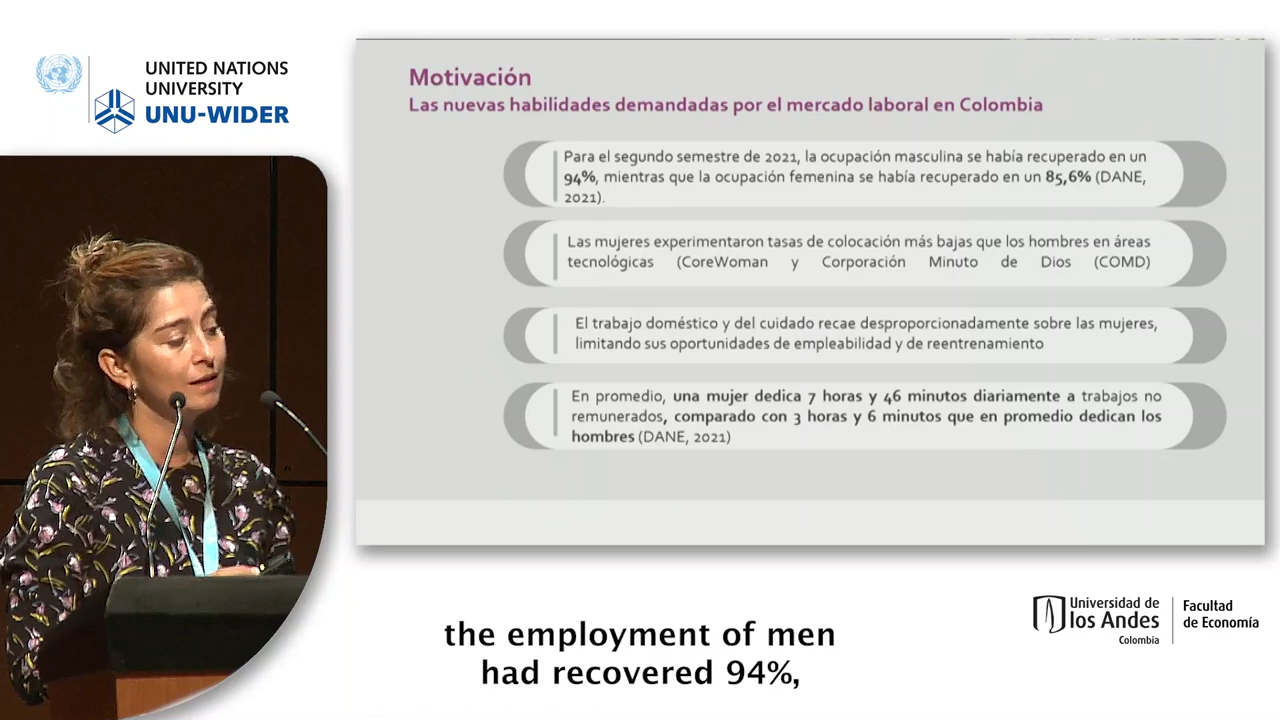 UNITED NATIONS
UNIVERSITY
UNU-WIDER
Motivación
Las nuevas habilidades demandadas por el mercado laboral en Colombia
Para el segundo semestre de 2021, la ocupación masculina se había recuperado en un
94%, mientras que la ocupación femenina se había recuperado en un 85,6% (DANE,
2021).
Las mujeres experimentaron tasas de colocación más bajas que los hombres en áreas
tecnológicas (CoreWoman y Corporación Minuto de Dios (COMD)
El trabajo doméstico y del cuidado recae desproporcionadamente sobre las mujeres,
limitando sus oportunidades de empleabilidad y de reentrenamiento
En promedio, una mujer dedica 7 horas y 46 minutos diariamente a trabajos no
remunerados, comparado con 3 horas y 6 minutos que en promedio dedican los
hombres (DANE, 2021)
the employment of men
had recovered 94%,
Universidad de
los Andes
Colombia
Facultad
de Economía